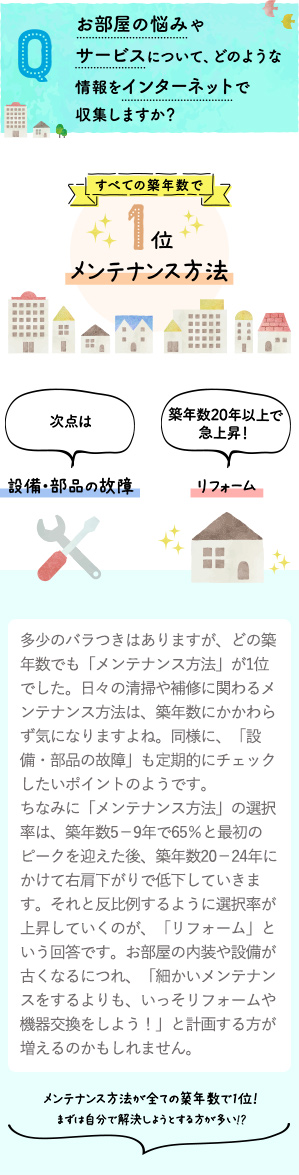 Q
お部屋の悩みや
サービスについて、どのような
情報をインターネットで
収集しますか?
すべての築年数で
1位
メンテナンス方法
次点は
設備・部品の故障
築年数20年以上で
急上昇!
リフォーム
多少のバラつきはありますが、どの築
年数でも「メンテナンス方法」が1位
でした。日々の清掃や補修に関わるメ
ンテナンス方法は、築年数にかかわら
ず気になりますよね。同様に、「設
備・部品の故障」も定期的にチェック
したいポイントのようです。
ちなみに「メンテナンス方法」の選択
率は、築年数5－9年で65%と最初の
ピークを迎えた後、築年数20－24年に
かけて右肩下がりで低下していきま
す。それと反比例するように選択率が
上昇していくのが、「リフォーム」と
いう回答です。お部屋の内装や設備が
古くなるにつれ、「細かいメンテナン
スをするよりも、いっそリフォームや
機器交換をしよう！」と計画する方が
増えるのかもしれません。
メンテナンス方法が全ての築年数で1位!
まずは自分で解決しようとする方が多い!?